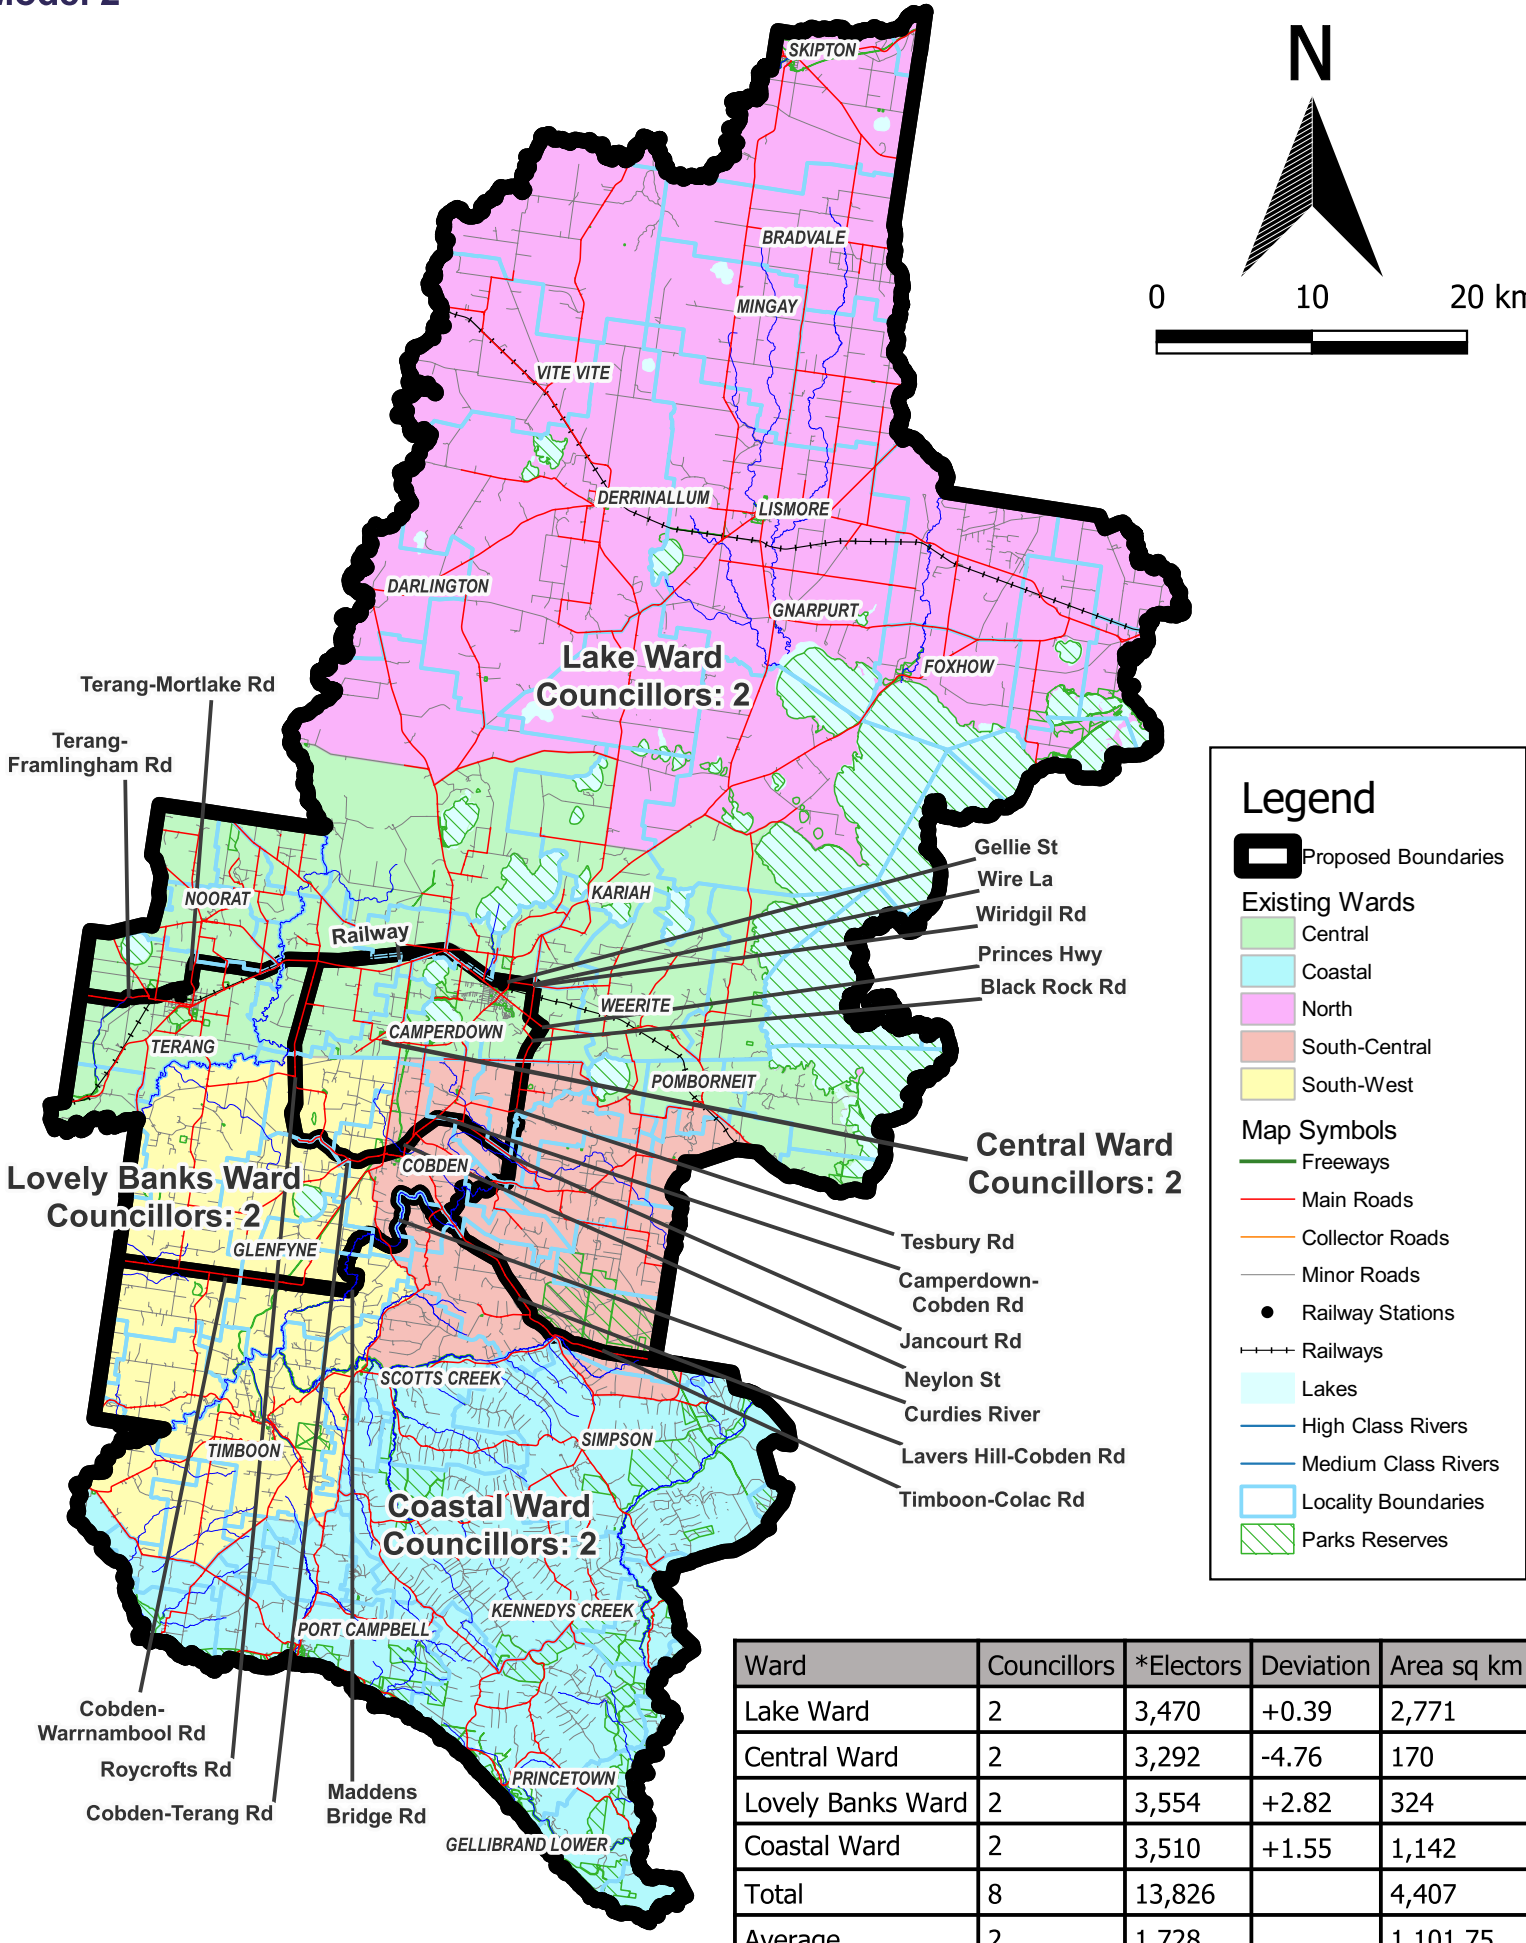 Model 2
N
0 10 20 km
SKIPTON
BRADVALE
MINGAY
VITE VITE
DERRINALLUM
LISMORE
DARLINGTON
GNARPURT
FOXHOW
Lake Ward
Councillors: 2
Terang-Mortlake Rd
Terang-
Framlingham Rd
NOORAT
KARIAH
Railway
WEERITE
CAMPERDOWN
TERANG
POMBORNEIT
Gellie St
Wire La
Wiridgil Rd
Princes Hwy
Black Rock Rd
Central Ward
Councillors: 2
Lovely Banks Ward
Councillors: 2
COBDEN
GLENFYNE
Tesbury Rd
Camperdown-
Cobden Rd
Jancourt Rd
Neylon St
Curdies River
Lavers Hill-Cobden Rd
Timboon-Colac Rd
SCOTTS CREEK
TIMBOON
SIMPSON
Coastal Ward
Councillors: 2
KENNEDYS CREEK
PORT CAMPBELL
PRINCETOWN
GELLIBRAND LOWER
Cobden-
Warrnambool Rd
Roycrofts Rd
Cobden-Terang Rd
Maddens
Bridge Rd
Legend
Proposed Boundaries
Existing Wards
Central
Coastal
North
South-Central
South-West
Map Symbols
Freeways
Main Roads
Collector Roads
Minor Roads
Railway Stations
Railways
Lakes
High Class Rivers
Medium Class Rivers
Locality Boundaries
Parks Reserves
Ward Councillors *Electors Deviation Area sq km
Lake Ward 2 3,470 +0.39 2,771
Central Ward 2 3,292 -4.76 170
Lovely Banks Ward 2 3,554 +2.82 324
Coastal Ward 2 3,510 +1.55 1,142
Total 8 13,826 4,407
Average 2 1,728 1,101.75